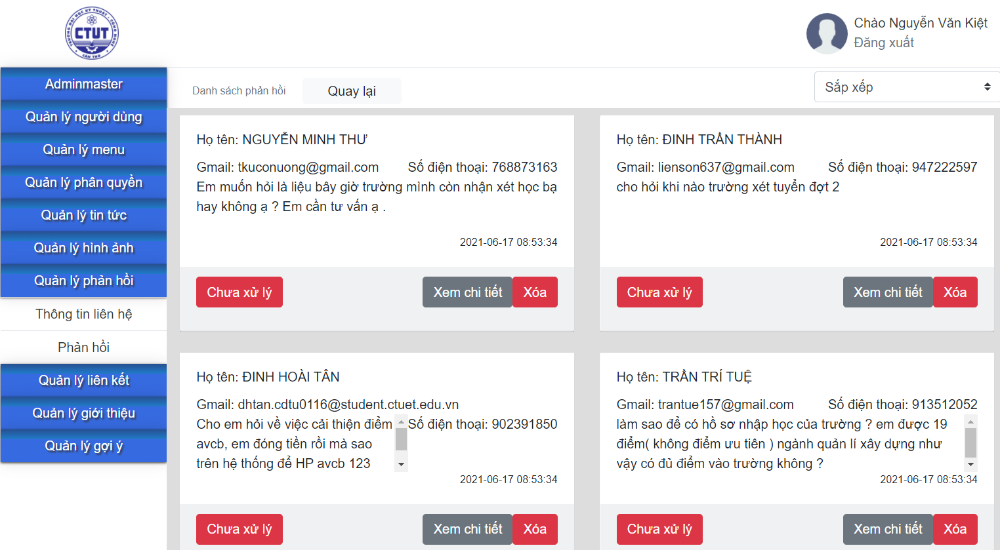 TRƯỜNG ĐẠI HỌC KỸ THUẬT - CÔNG NGHỆ
CTUT
CẦN THƠ
Chào Nguyễn Văn Kiệt
Đăng xuất
Adminmaster
Quản lý người dùng
Quản lý menu
Quản lý phân quyền
Quản lý tin tức
Quản lý hình ảnh
Quản lý phản hồi
Thông tin liên hệ
Phản hồi
Quản lý liên kết
Quản lý giới thiệu
Quản lý gợi ý
Danh sách phản hồi
Quay lại
Sắp xếp
Họ tên: NGUYỄN MINH THƯ
Gmail: tkuconuong@gmail.com Số điện thoại: 768873163
Em muốn hỏi là liệu bây giờ trường mình còn nhận xét học bạ
hay không ạ ? Em cần tư vấn ạ .
2021-06-17 08:53:34
Chưa xử lý Xem chi tiết Xóa
Họ tên: ĐINH TRẦN THÀNH
Gmail: lienson637@gmail.com Số điện thoại: 947222597
cho hỏi khi nào trường xét tuyển đợt 2
2021-06-17 08:53:34
Chưa xử lý Xem chi tiết Xóa
Họ tên: ĐINH HOÀI TÂN
Gmail: dhtan.cdtu0116@student.ctuet.edu.vn
Cho em hỏi về việc cải thiện điểm Số điện thoại: 902391850
avcb, em đóng tiền rồi mà sao
trên hệ thống để HP avcb 123
2021-06-17 08:53:34
Chưa xử lý Xem chi tiết Xóa
Họ tên: TRẦN TRÍ TUỆ
Gmail: trantue157@gmail.com Số điện thoại: 913512052
làm sao để có hồ sơ nhập học của trường ? em được 19
điểm( không điểm ưu tiên ) ngành quản lí xây dựng như
vậy có đủ điểm vào trường không ?
2021-06-17 08:53:34
Chưa xử lý Xem chi tiết Xóa